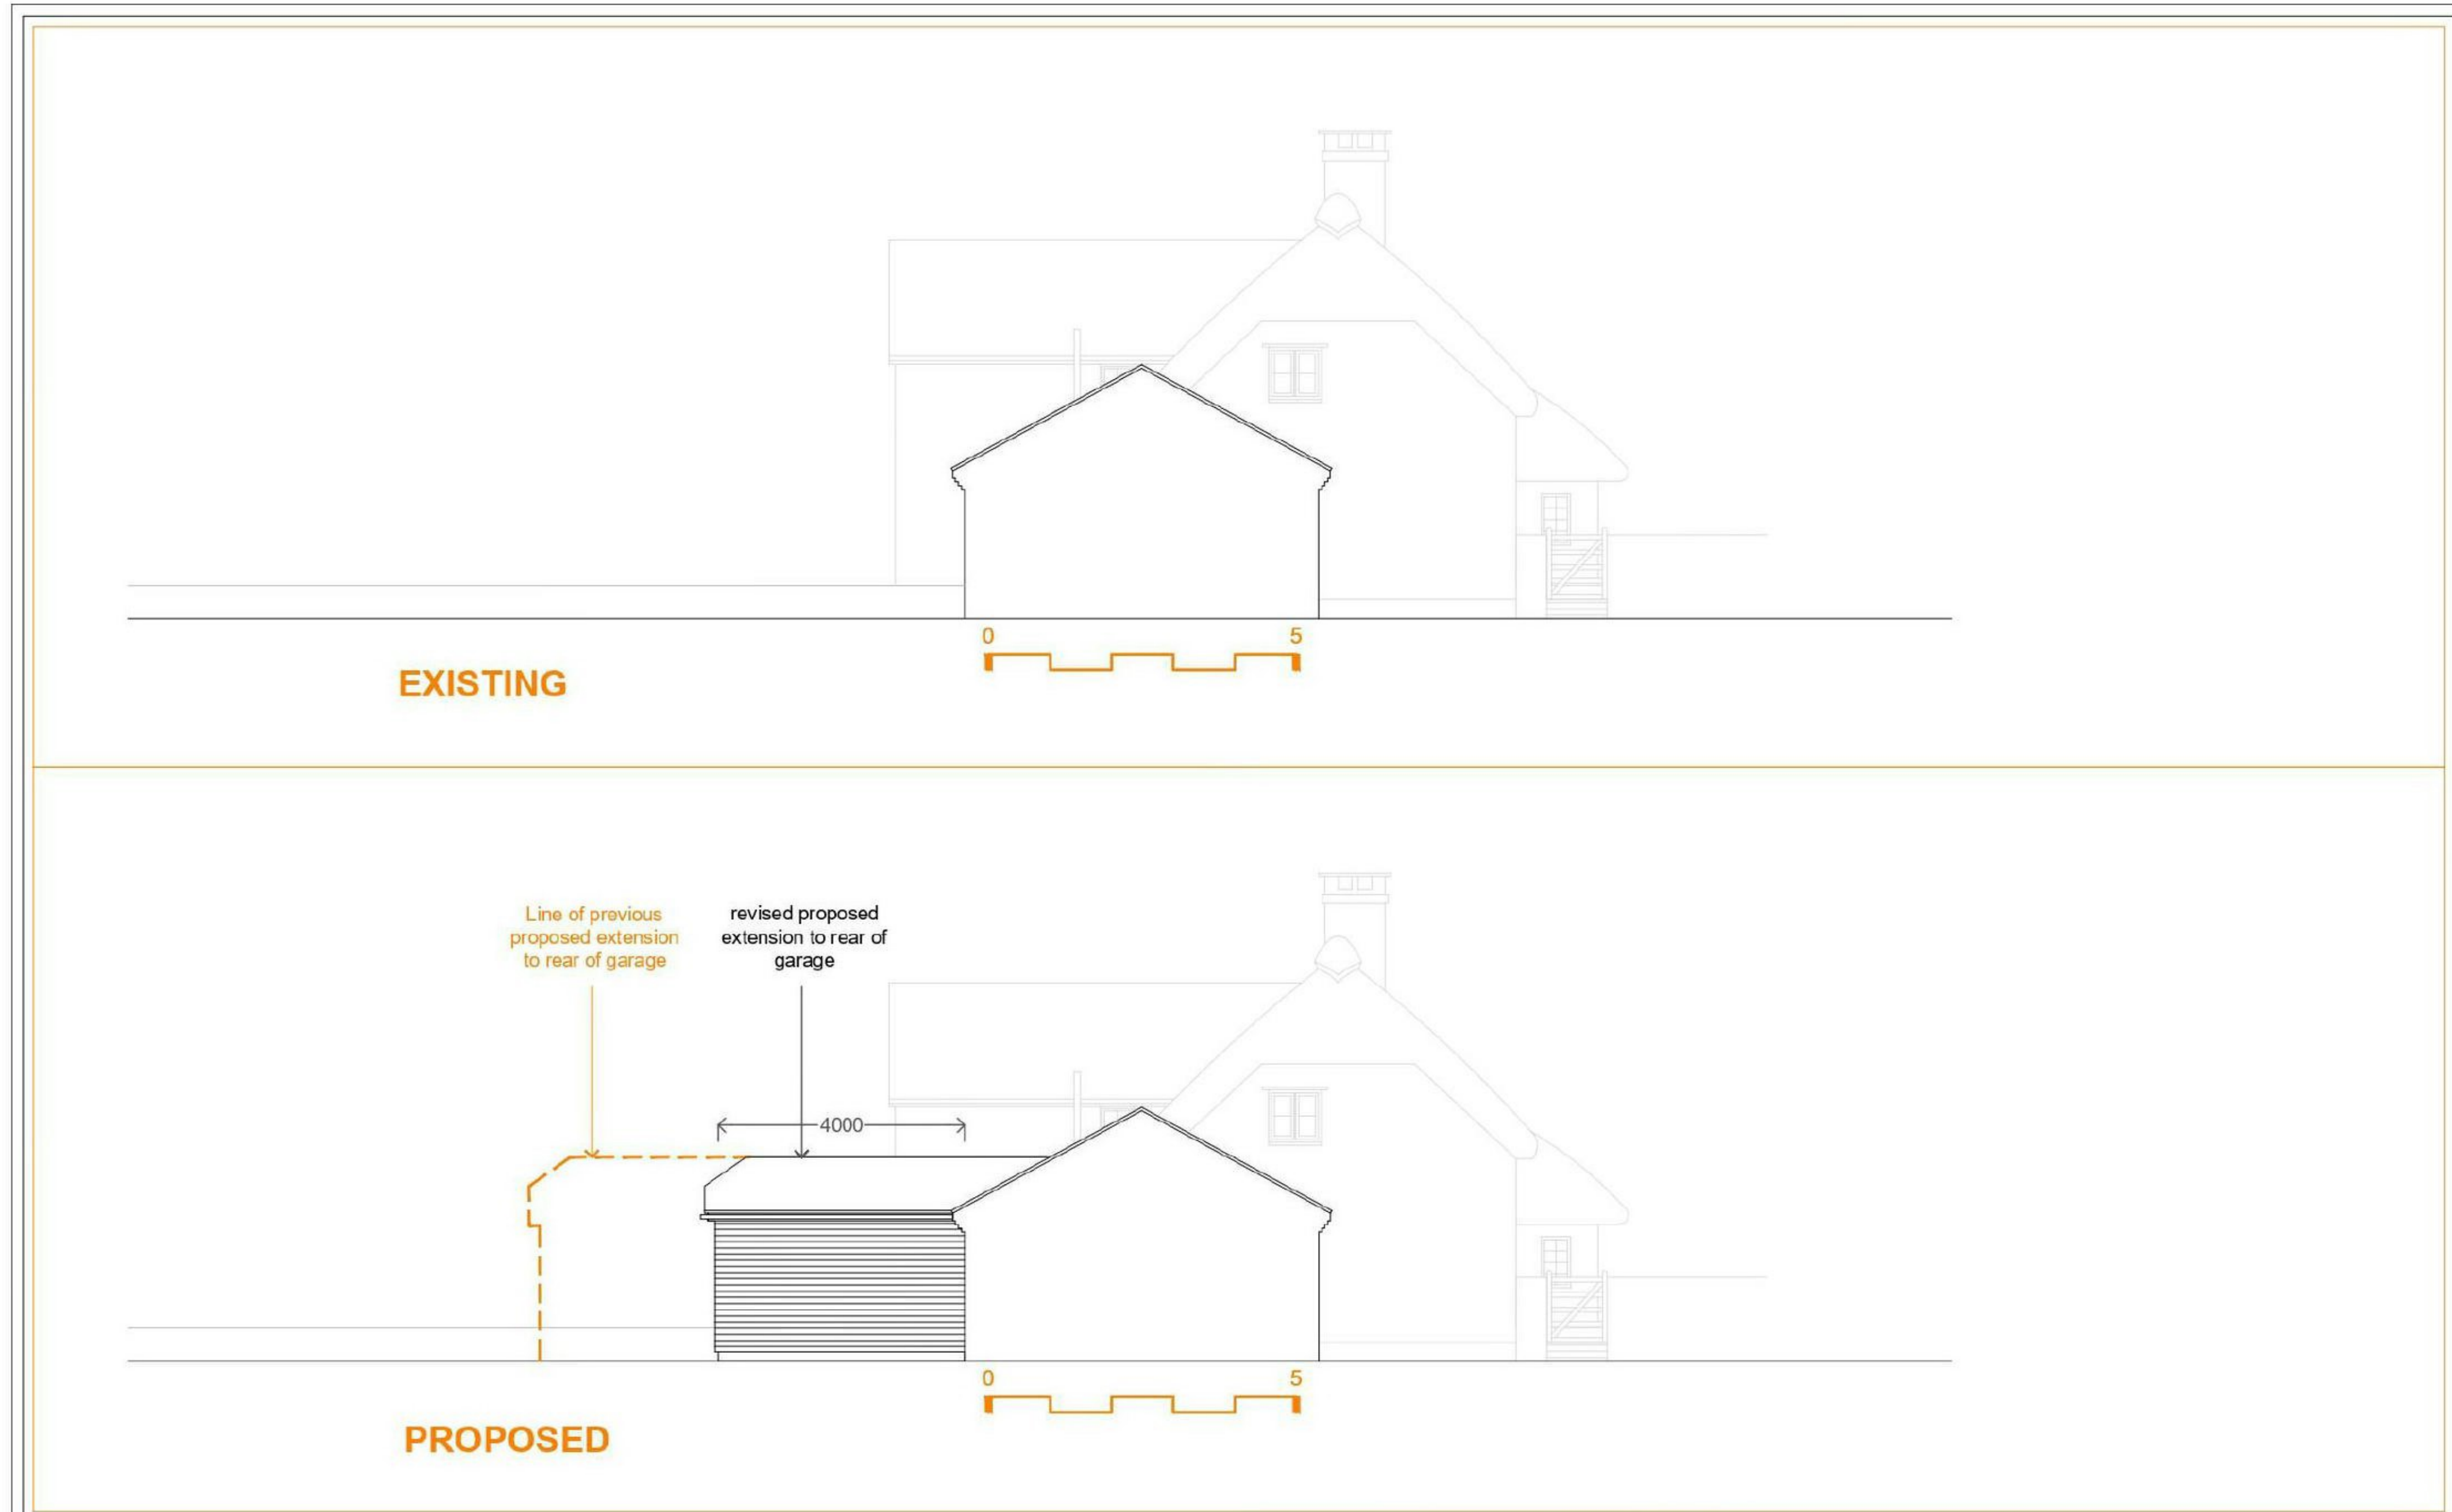 0 5
EXISTING
Line of previous
proposed extension
to rear of garage
revised proposed
extension to rear of
garage
4000
0 5
PROPOSED